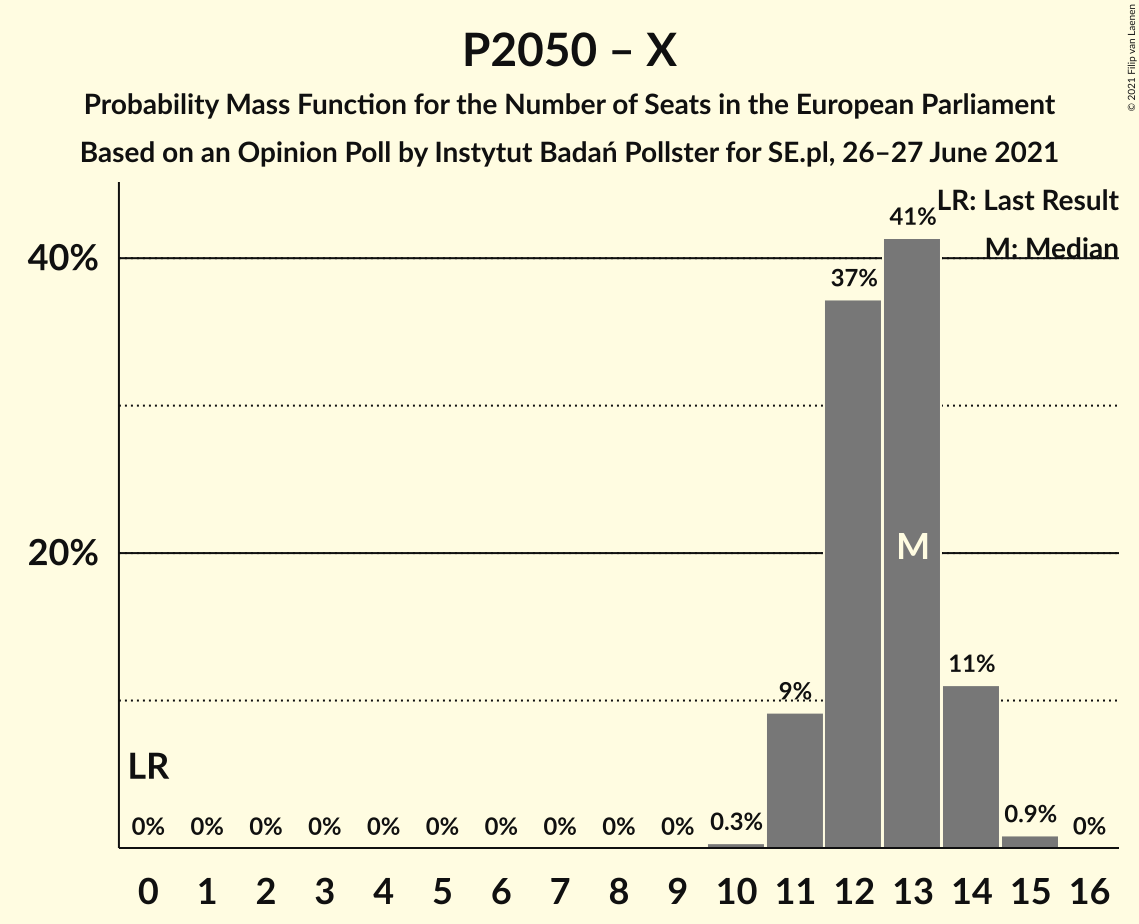 P2050 – X
Probability Mass Function for the Number of Seats in the European Parliament
Based on an Opinion Poll by Instytut Badań Pollster for SE.pl, 26–27 June 2021
© 2021 Filip van Laenen
LR: Last Result
M: Median
40%
20%
LR
0%
0%
0%
0%
0%
0%
0%
0%
0%
0%
0.3%
9%
37%
41%
M
11%
0.9%
0%
0 1 2 3 4 5 6 7 8 9 10 11 12 13 14 15 16